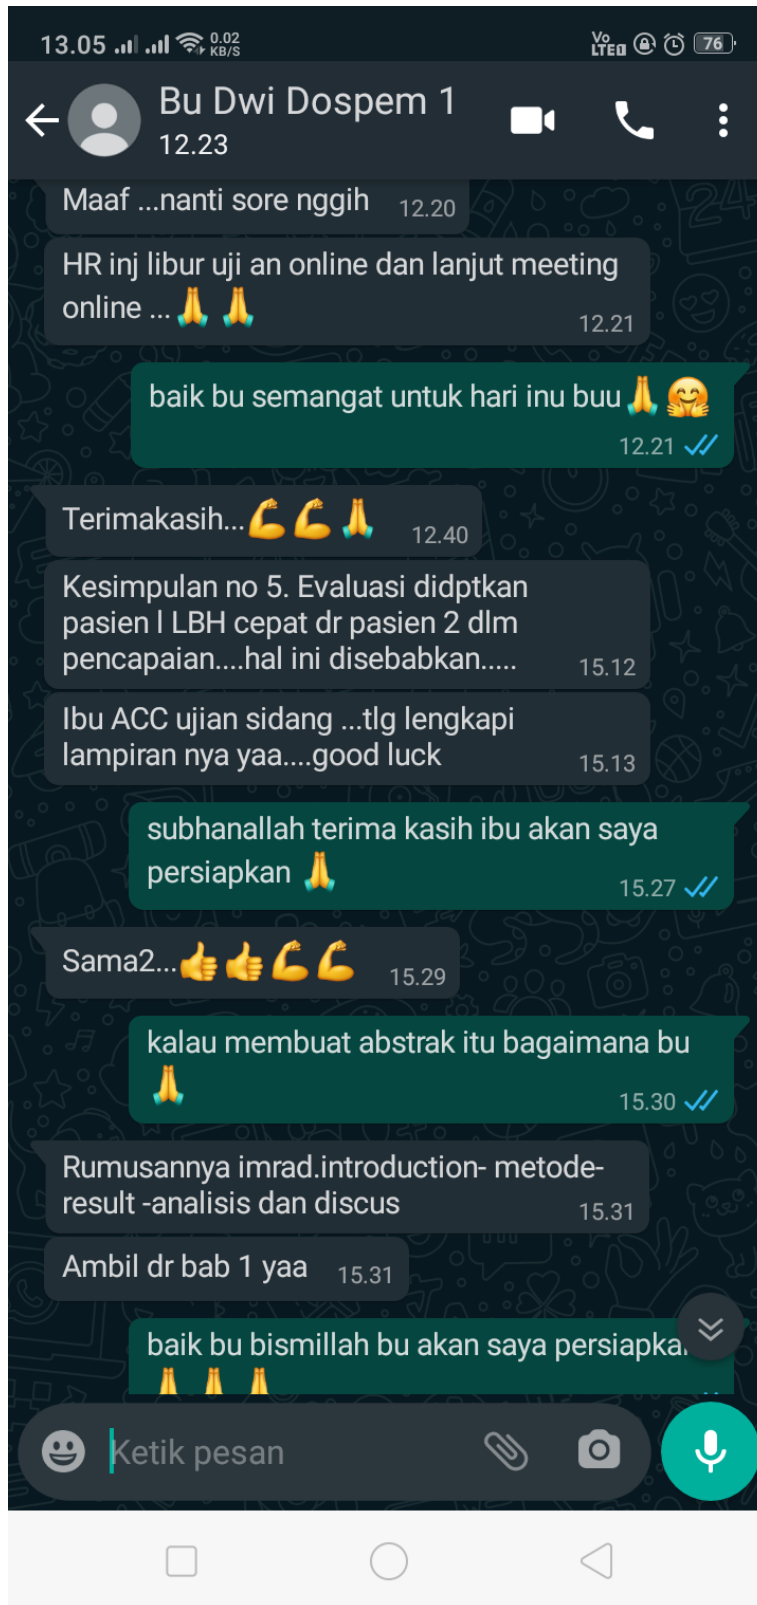 13.05 0.02 KB/S Vo LTE 76
Bu Dwi Dospem 1
12.23
Maaf ...nanti sore nggih 12.20
HR inj libur uji an online dan lanjut meeting
online ...🙏 🙏
12.21
baik bu semangat untuk hari inu buu🙏🤗
12.21
Terimakasih...💪💪🙏 12.40
Kesimpulan no 5. Evaluasi didptkan
pasien l LBH cepat dr pasien 2 dlm
pencapaian....hal ini disebabkan..... 15.12
Ibu ACC ujian sidang ...tlg lengkapi
lampiran nya yaa....good luck 15.13
subhanallah terima kasih ibu akan saya
persiapkan 🙏 15.27
Sama2...👍👍💪💪 15.29
kalau membuat abstrak itu bagaimana bu
🙏 15.30
Rumusannya imrad.introduction- metode-
result -analisis dan discus 15.31
Ambil dr bab 1 yaa 15.31
baik bu bismillah bu akan saya persiapka
🙏🙏🙏
Ketik pesan